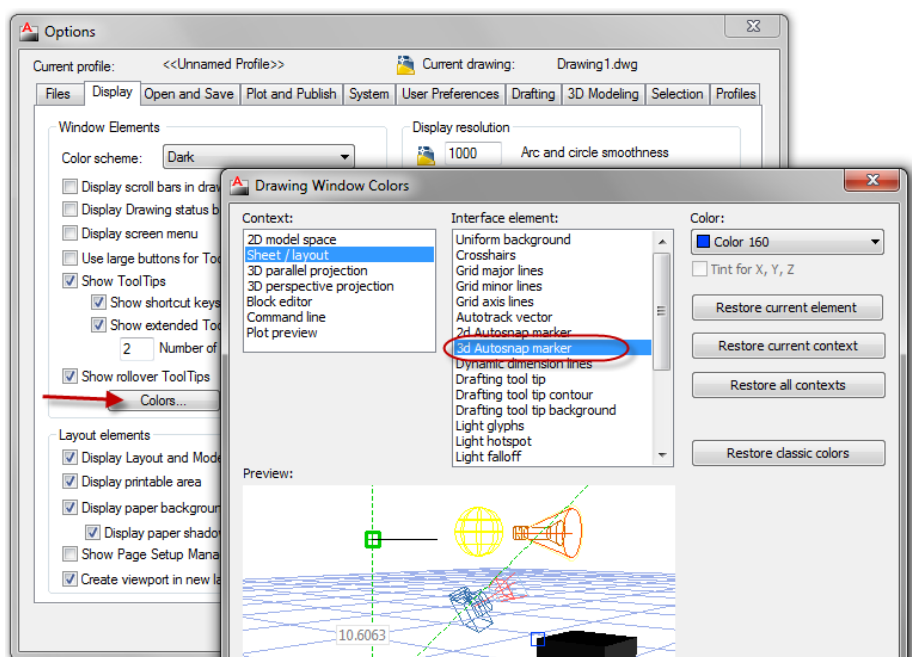 Options
Current profile: <<Unnamed Profile>> Current drawing: Drawing1.dwg
Files Display Open and Save Plot and Publish System User Preferences Drafting 3D Modeling Selection Profiles
Window Elements
Color scheme: Dark
Display scroll bars in draw
Display Drawing status b
Display screen menu
Use large buttons for Too
Show ToolTips
Show shortcut keys
Show extended Too
2 Number of
Show rollover ToolTips
Colors...
Layout elements
Display Layout and Mode
Display printable area
Display paper backgroun
Display paper shadow
Show Page Setup Mana
Create viewport in new la
Display resolution
1000 Arc and circle smoothness
Drawing Window Colors
Context:
2D model space
Sheet / layout
3D parallel projection
3D perspective projection
Block editor
Command line
Plot preview
Interface element:
Uniform background
Crosshairs
Grid major lines
Grid minor lines
Grid axis lines
Autotrack vector
2d Autosnap marker
3d Autosnap marker
Dynamic dimension lines
Drafting tool tip
Drafting tool tip contour
Drafting tool tip background
Light glyphs
Light hotspot
Light falloff
Color:
Color 160
Tint for X, Y, Z
Restore current element
Restore current context
Restore all contexts
Restore classic colors
Preview:
10.6063